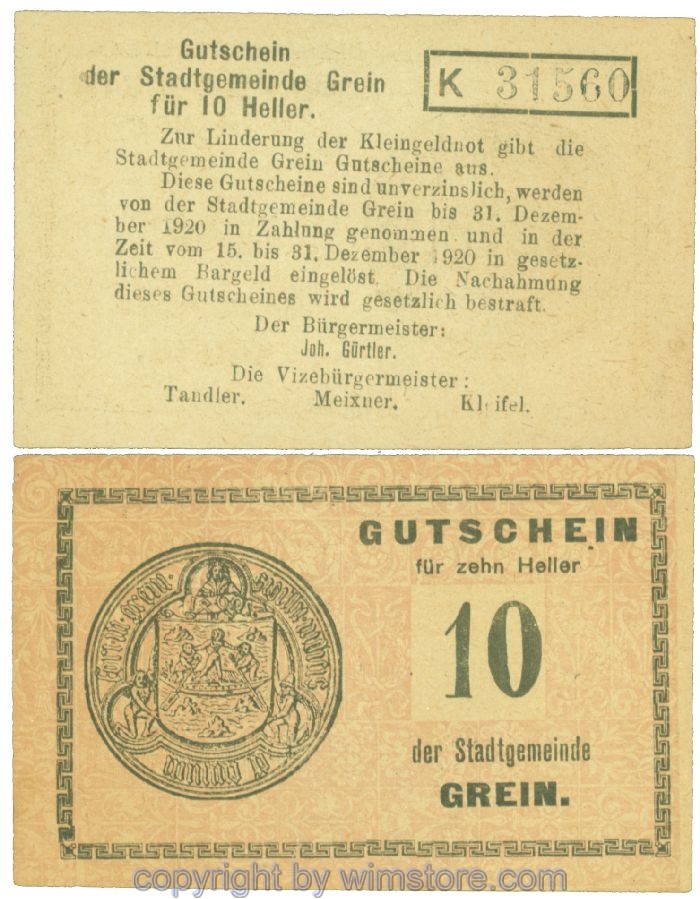 Gutschein
der Stadtgemeinde Grein
für 10 Heller.
K 31560
Zur Linderung der Kleingeldnot gibt die
Stadtgemeinde Grein Gutscheine aus.
Diese Gutscheine sind unverzinslich, werden
von der Stadtgemeinde Grein bis 31. Dezem-
ber 1920 in Zahlung genommen und in der
Zeit vom 15. bis 31. Dezember 1920 in gesetz-
lichem Bargeld eingelöst. Die Nachahmung
dieses Gutscheines wird gesetzlich bestraft.
Der Bürgermeister:
Joh. Gürtler.
Die Vizebürgermeister:
Tandler. Meixner. Kleifel.
GUTSCHEIN
für zehn Heller
10
der Stadtgemeinde
GREIN.
copyright by wimstore.com